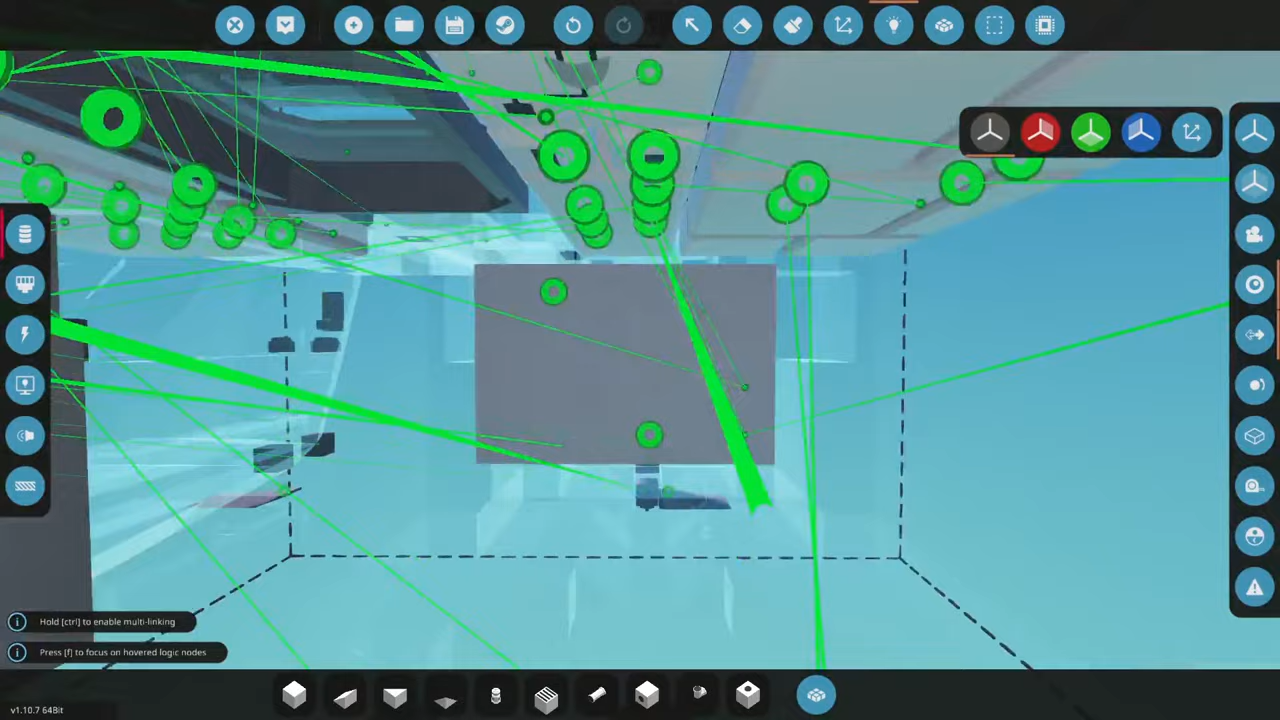 Hold [ctrl] to enable multi-linking
Press [f] to focus on hovered logic nodes
v1.10.7 64Bit